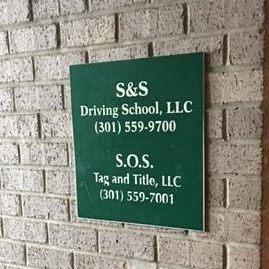 S&S
Driving School, LLC
(301) 559-9700
S.O.S.
Tag and Title, LLC
(301) 559-7001